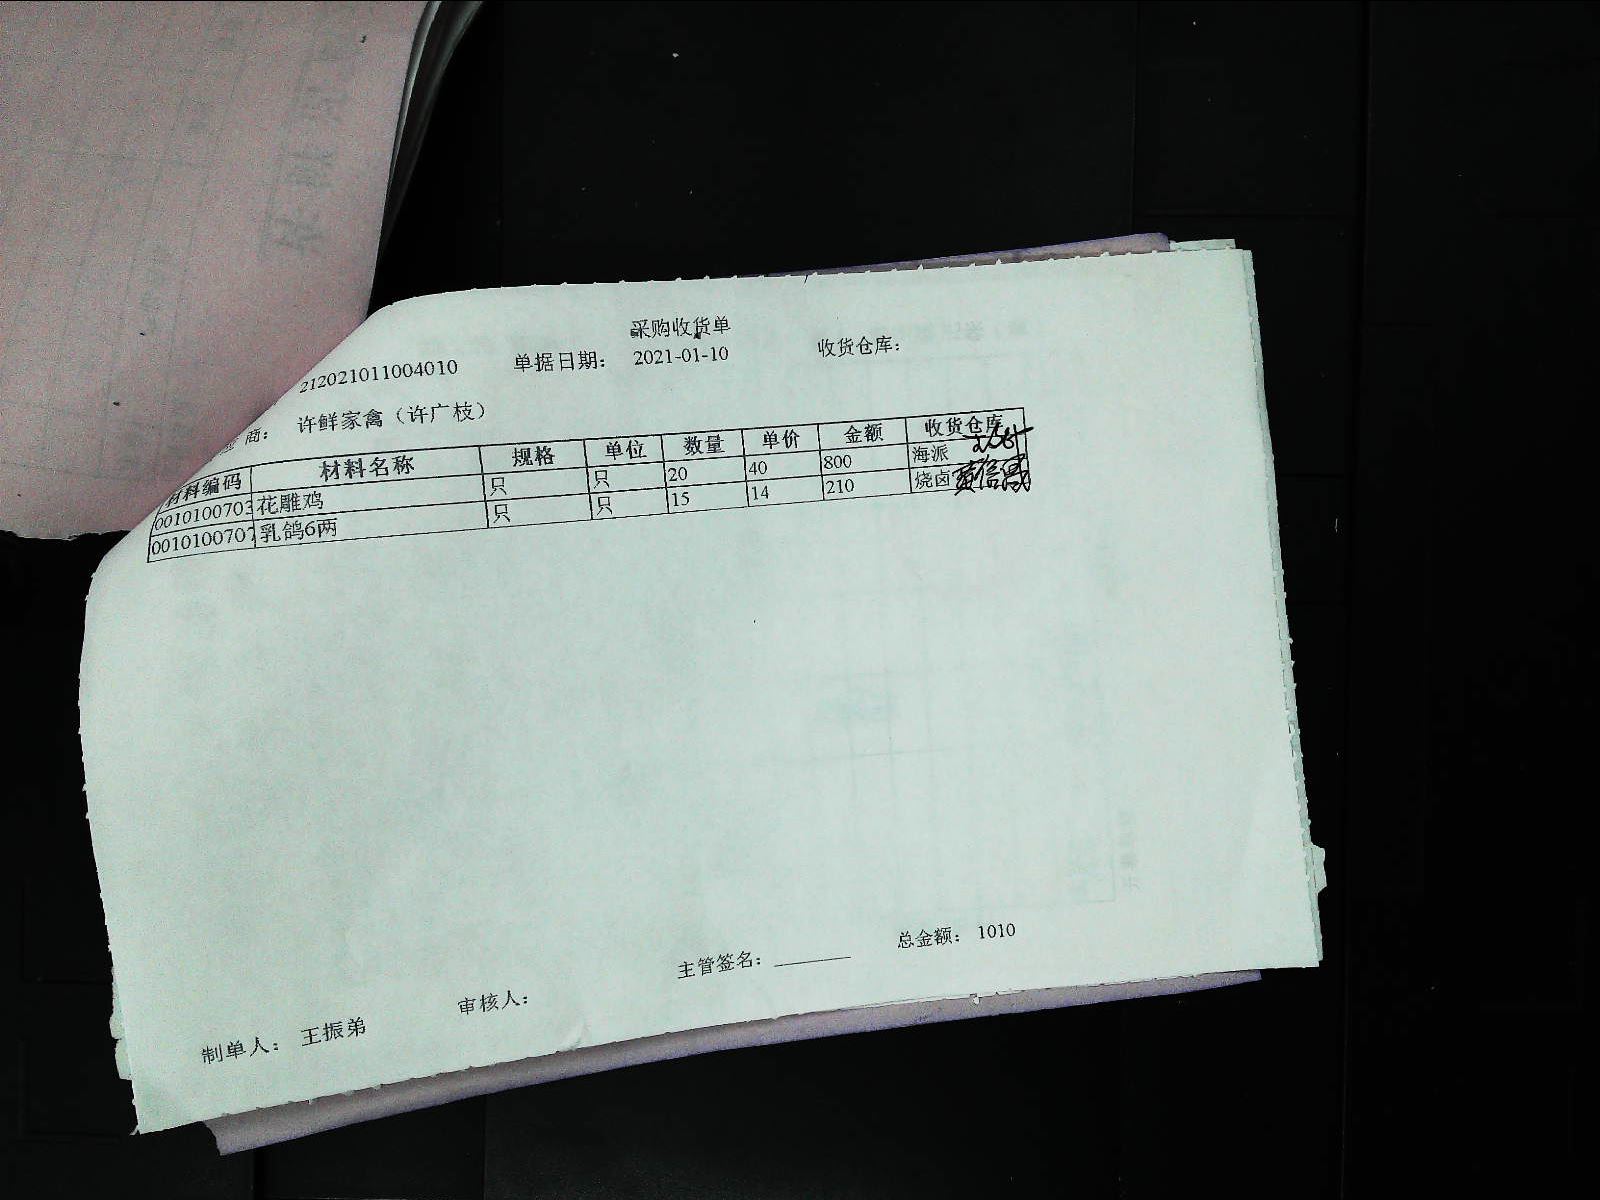 采购收货单
212021011004010 单据日期： 2021-01-10 收货仓库：
商： 许鲜家禽（许广枝）
材料编码 材料名称 规格 单位 数量 单价 金额 收货仓库
0010100703 花雕鸡 只 只 20 40 800 海派
0010100707 乳鸽6两 只 只 15 14 210 烧卤
主管签名： 总金额： 1010
制单人： 王振弟 审核人：